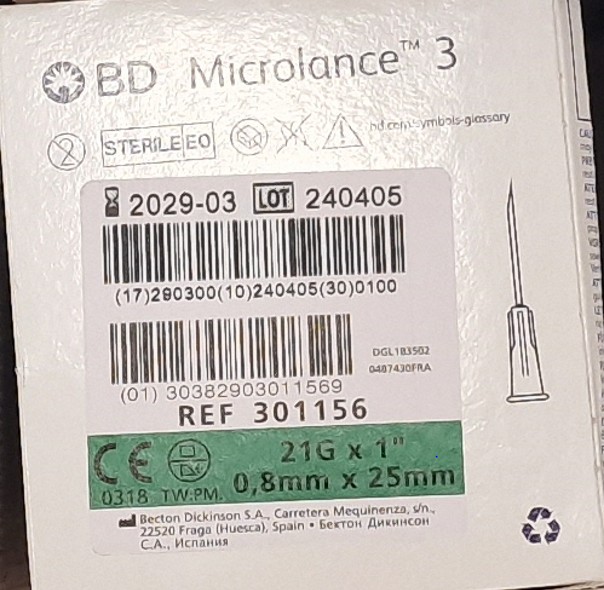 BD Microlance™ 3
STERILE EO
bd.com/symbols-glossary
2029-03 LOT 240405
(17)290300(10)240405(30)0100
DGL183502
0487430FRA
(01) 30382903011569
REF 301156
CE 21G x 1"
0318 TW:PM. 0,8mm x 25mm
Becton Dickinson S.A., Carretera Mequinenza, s/n.,
22520 Fraga (Huesca), Spain • Бектон Дикинсон
С.А., Испания